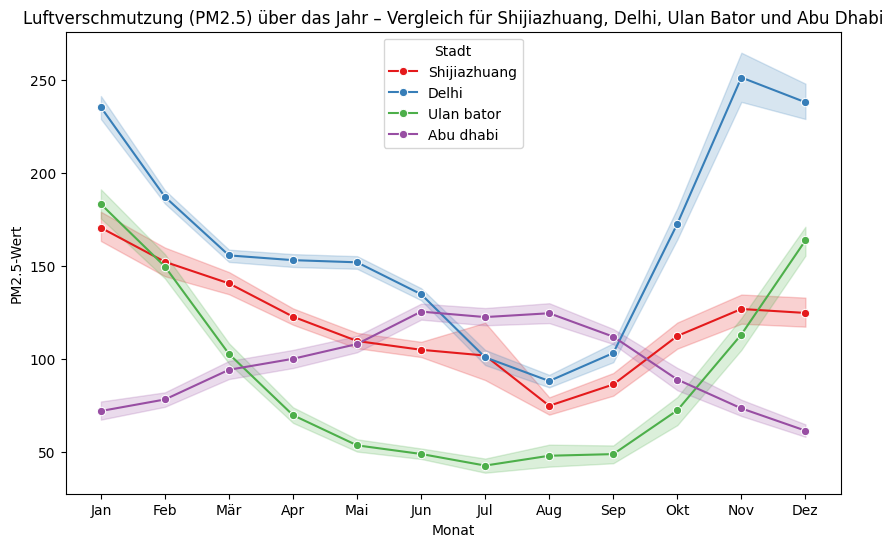 Luftverschmutzung (PM2.5) über das Jahr – Vergleich für Shijiazhuang, Delhi, Ulan Bator und Abu Dhabi
Stadt
Shijiazhuang
Delhi
Ulan bator
Abu dhabi
PM2.5-Wert
250
200
150
100
50
Jan Feb Mär Apr Mai Jun Jul Aug Sep Okt Nov Dez
Monat